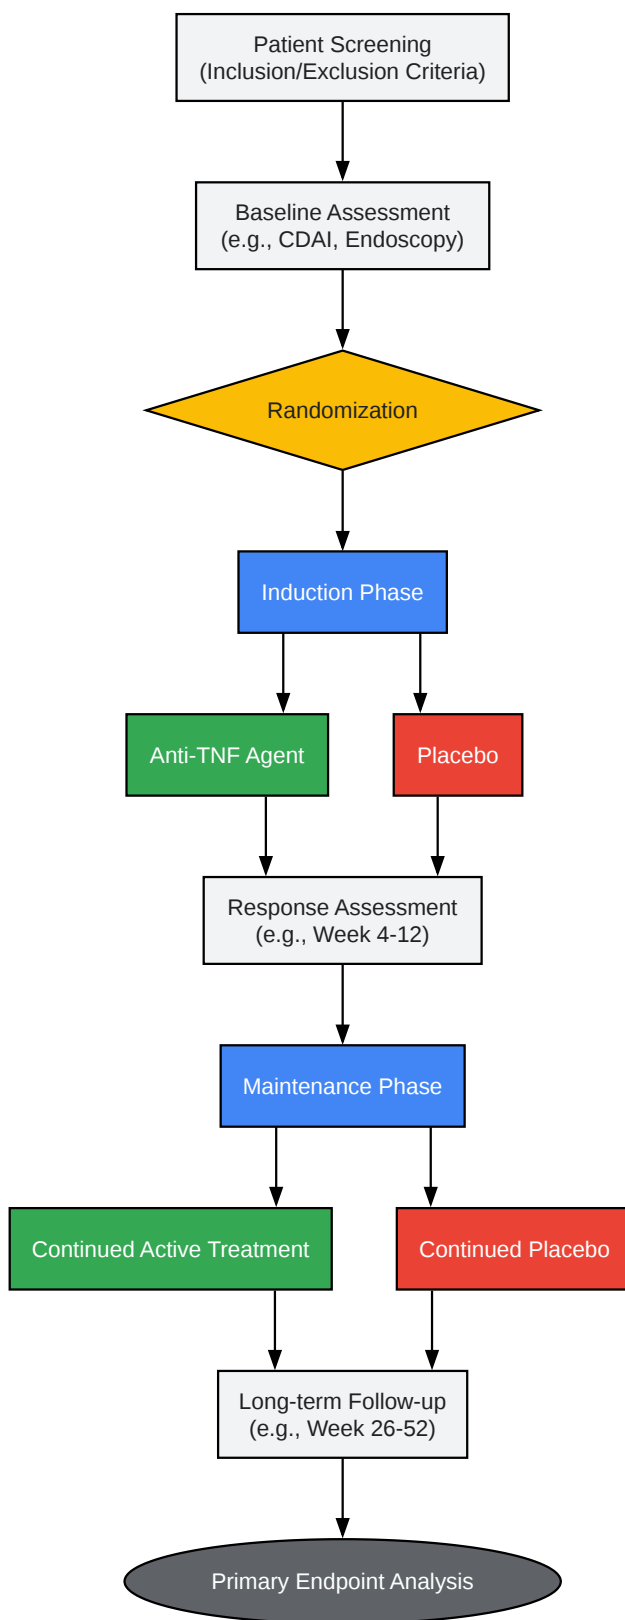 Patient Screening
(Inclusion/Exclusion Criteria)
Baseline Assessment
(e.g., CDAI, Endoscopy)
Randomization
Induction Phase
Anti-TNF Agent
Placebo
Response Assessment
(e.g., Week 4-12)
Maintenance Phase
Continued Active Treatment
Continued Placebo
Long-term Follow-up
(e.g., Week 26-52)
Primary Endpoint Analysis